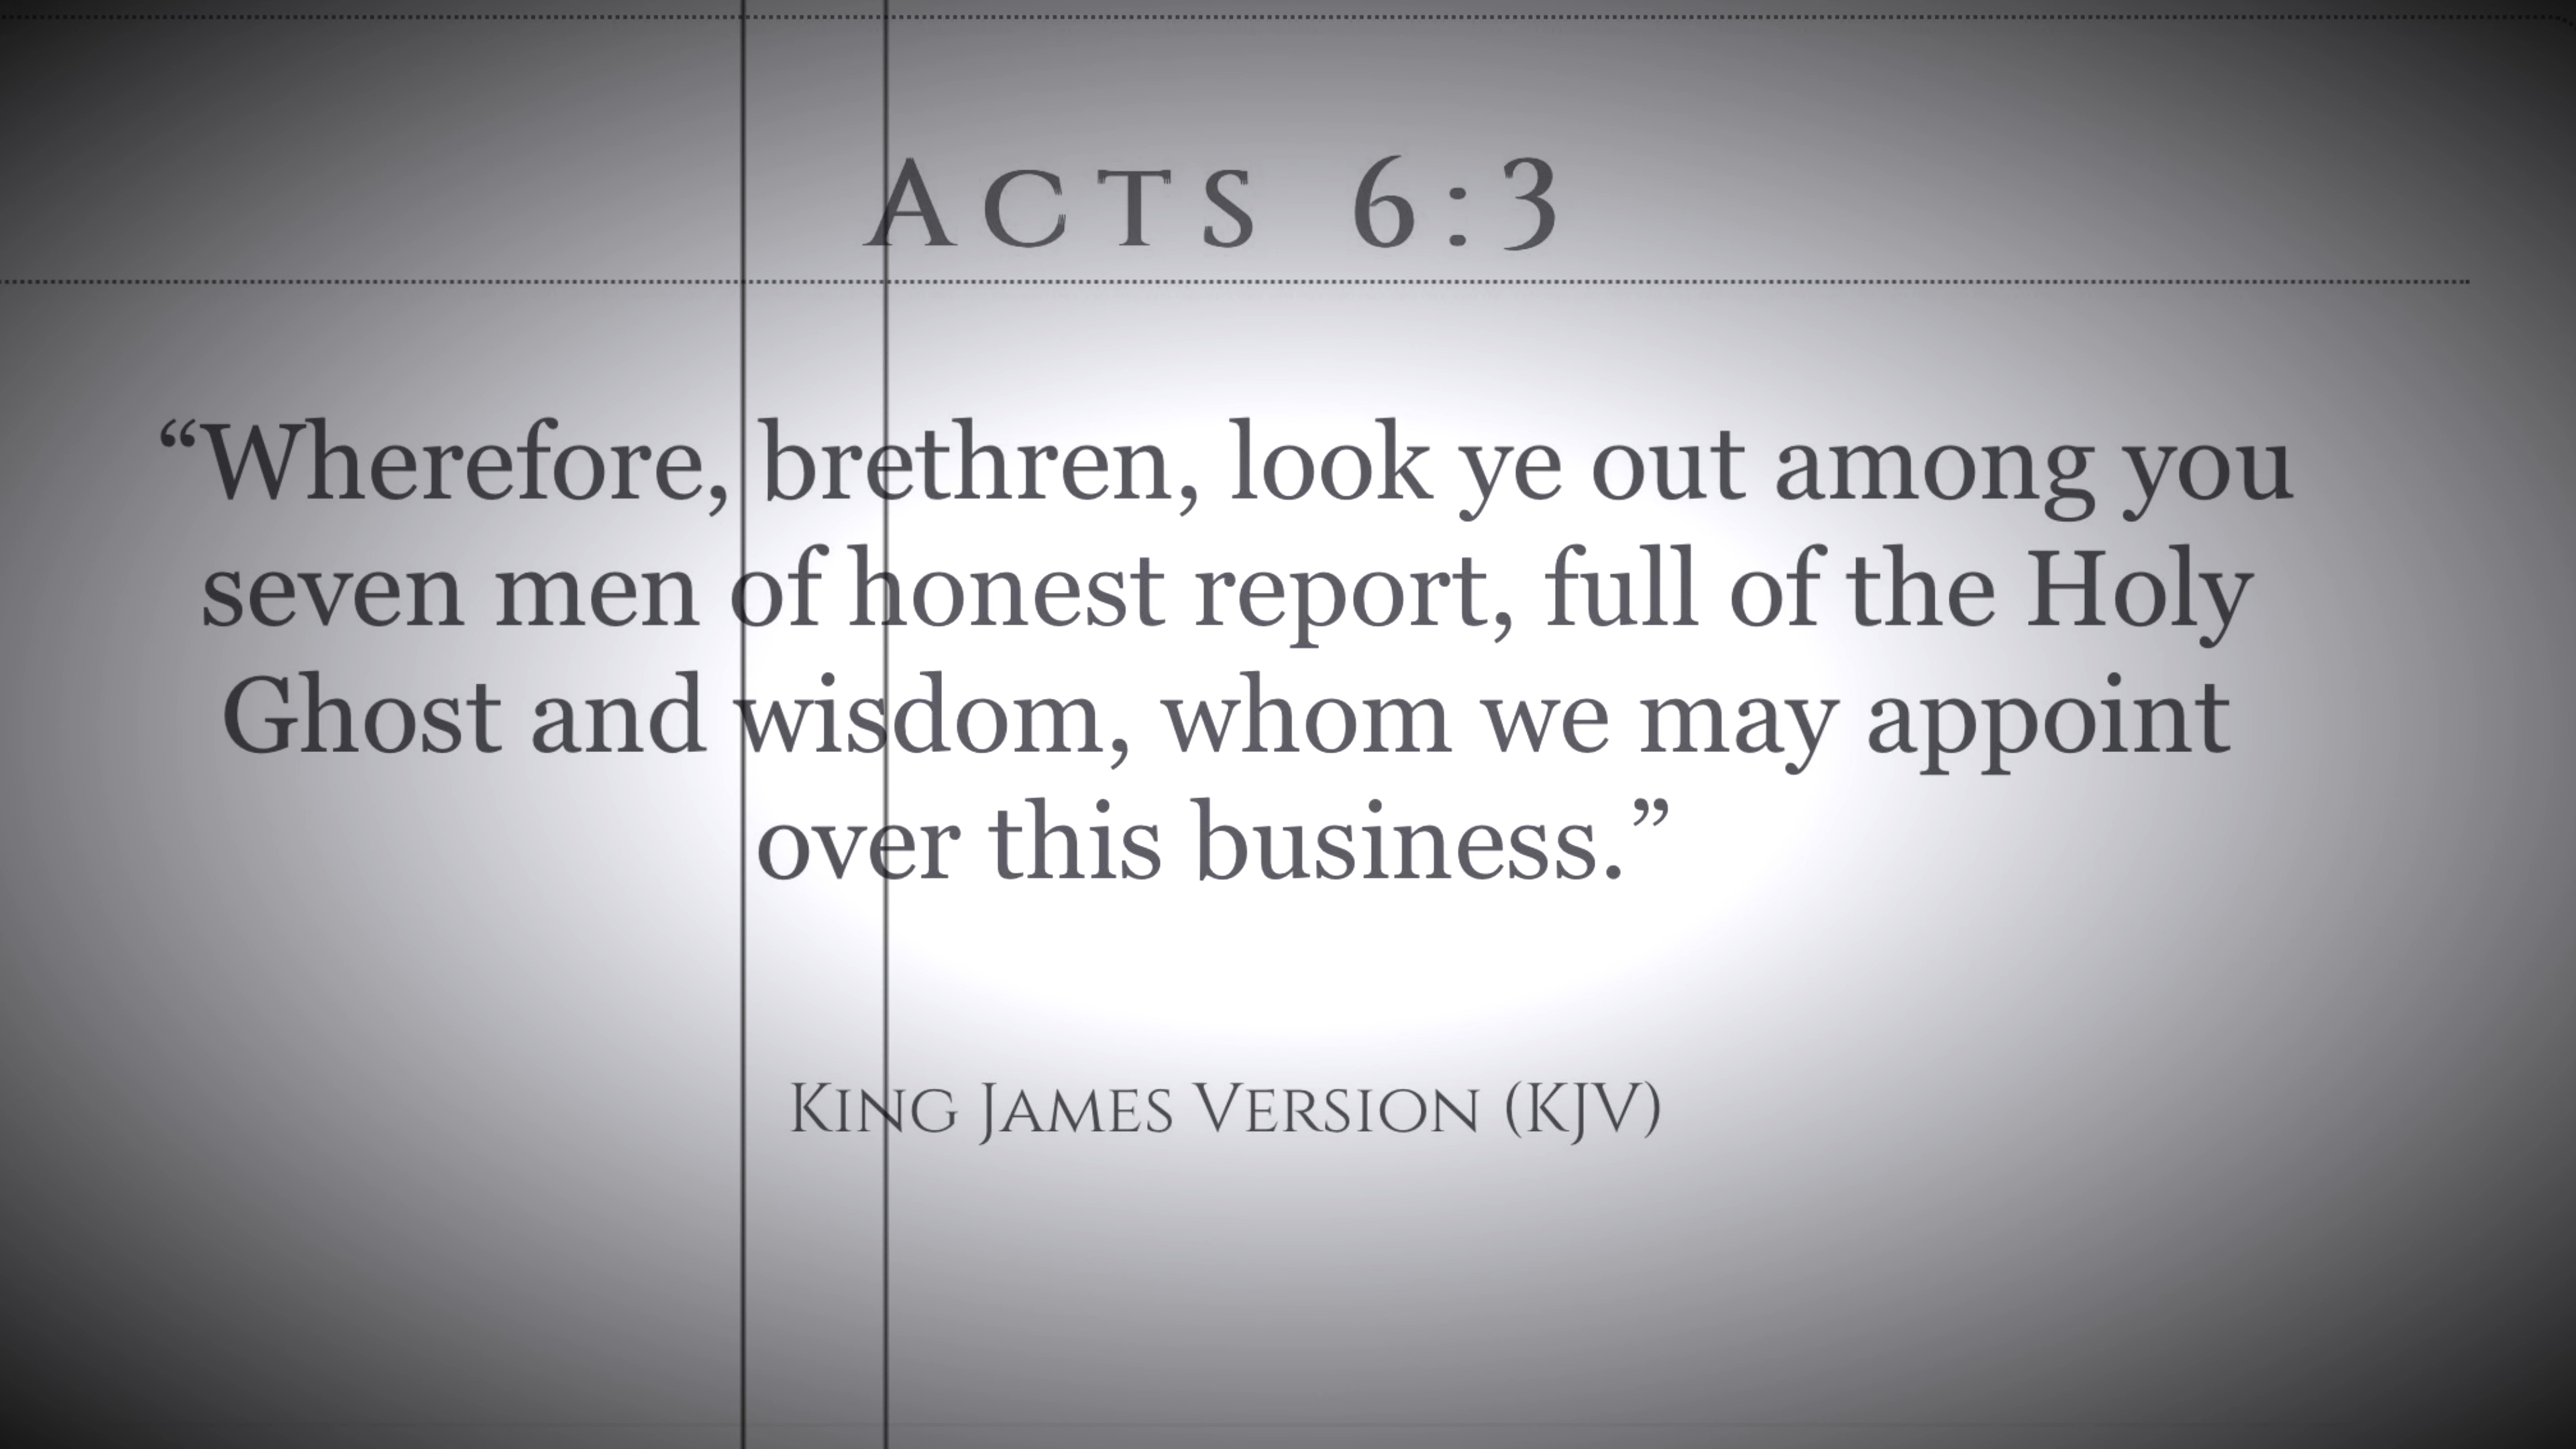 Acts 6:3
“Wherefore, brethren, look ye out among you
seven men of honest report, full of the Holy
Ghost and wisdom, whom we may appoint
over this business.”
King James Version (KJV)